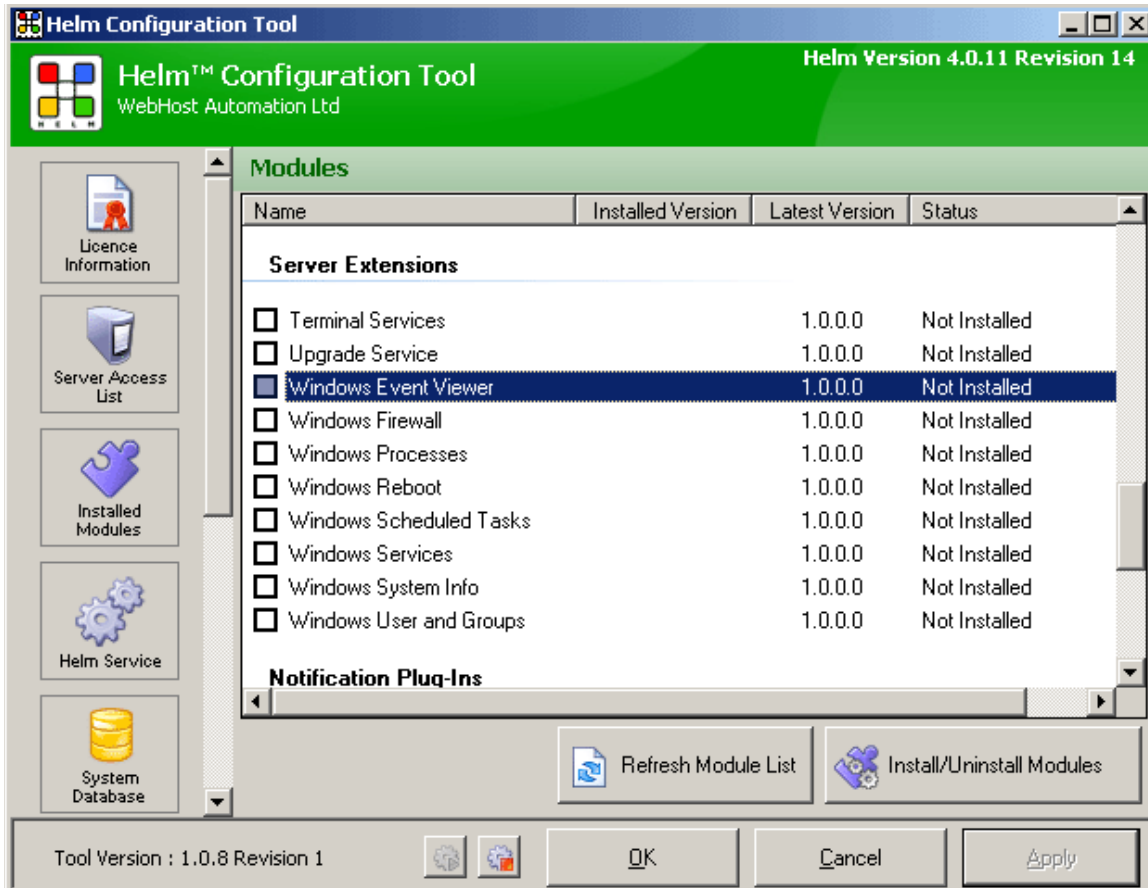 Helm Configuration Tool
Helm Version 4.0.11 Revision 14
Helm™ Configuration Tool
WebHost Automation Ltd
HELM
Licence
Information
Server Access
List
Installed
Modules
Helm Service
System
Database
Modules
Name Installed Version Latest Version Status
Server Extensions
Terminal Services 1.0.0.0 Not Installed
Upgrade Service 1.0.0.0 Not Installed
Windows Event Viewer 1.0.0.0 Not Installed
Windows Firewall 1.0.0.0 Not Installed
Windows Processes 1.0.0.0 Not Installed
Windows Reboot 1.0.0.0 Not Installed
Windows Scheduled Tasks 1.0.0.0 Not Installed
Windows Services 1.0.0.0 Not Installed
Windows System Info 1.0.0.0 Not Installed
Windows User and Groups 1.0.0.0 Not Installed
Notification Plug-Ins
Refresh Module List Install/Uninstall Modules
Tool Version : 1.0.8 Revision 1 OK Cancel Apply